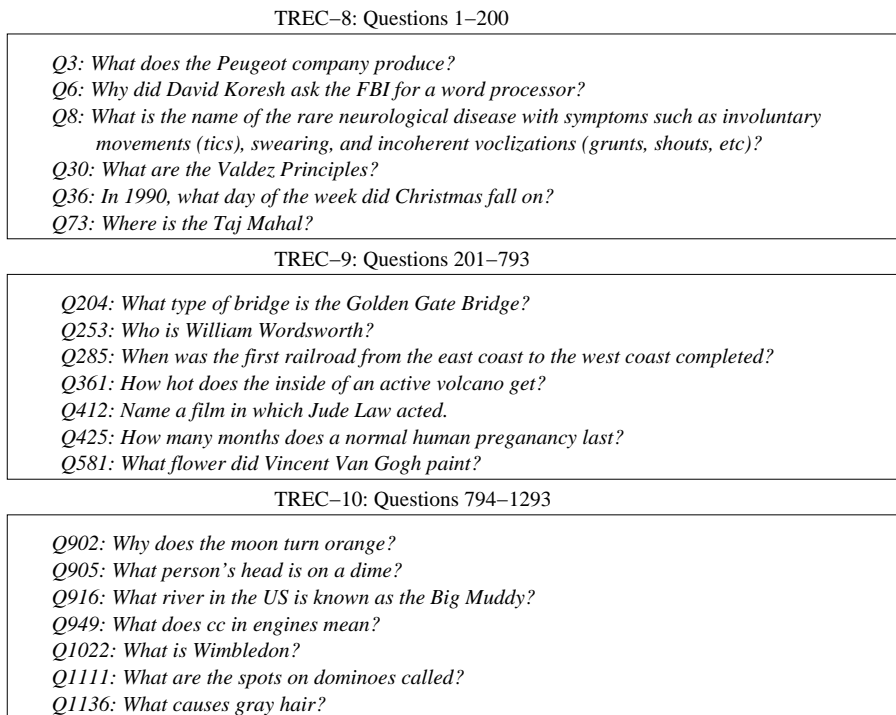 TREC−8: Questions 1−200
Q3: What does the Peugeot company produce?
Q6: Why did David Koresh ask the FBI for a word processor?
Q8: What is the name of the rare neurological disease with symptoms such as involuntary
movements (tics), swearing, and incoherent voclizations (grunts, shouts, etc)?
Q30: What are the Valdez Principles?
Q36: In 1990, what day of the week did Christmas fall on?
Q73: Where is the Taj Mahal?
TREC−9: Questions 201−793
Q204: What type of bridge is the Golden Gate Bridge?
Q253: Who is William Wordsworth?
Q285: When was the first railroad from the east coast to the west coast completed?
Q361: How hot does the inside of an active volcano get?
Q412: Name a film in which Jude Law acted.
Q425: How many months does a normal human preganancy last?
Q581: What flower did Vincent Van Gogh paint?
TREC−10: Questions 794−1293
Q902: Why does the moon turn orange?
Q905: What person's head is on a dime?
Q916: What river in the US is known as the Big Muddy?
Q949: What does cc in engines mean?
Q1022: What is Wimbledon?
Q1111: What are the spots on dominoes called?
Q1136: What causes gray hair?